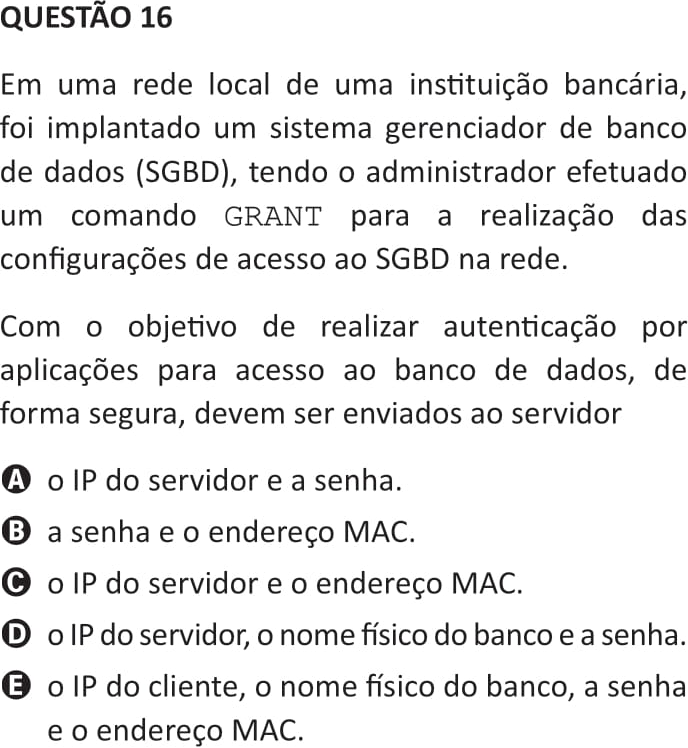 QUESTÃO 16
Em uma rede local de uma instituição bancária,
foi implantado um sistema gerenciador de banco
de dados (SGBD), tendo o administrador efetuado
um comando GRANT para a realização das
configurações de acesso ao SGBD na rede.
Com o objetivo de realizar autenticação por
aplicações para acesso ao banco de dados, de
forma segura, devem ser enviados ao servidor
A o IP do servidor e a senha.
B a senha e o endereço MAC.
C o IP do servidor e o endereço MAC.
D o IP do servidor, o nome físico do banco e a senha.
E o IP do cliente, o nome físico do banco, a senha
e o endereço MAC.